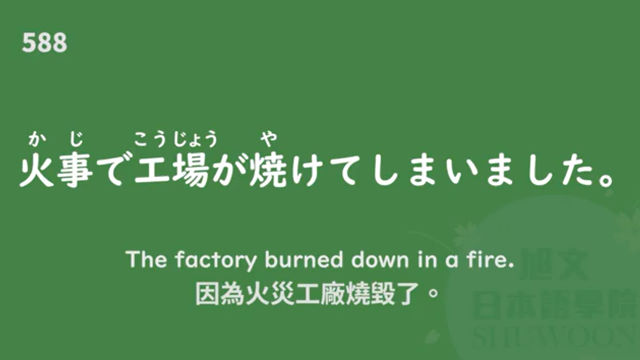 588
かじ こうじょう や
火事で工場が焼けてしまいました。
The factory burned down in a fire.
因為火災工廠燒毀了。
旭文
日本語學院
SHUWOON